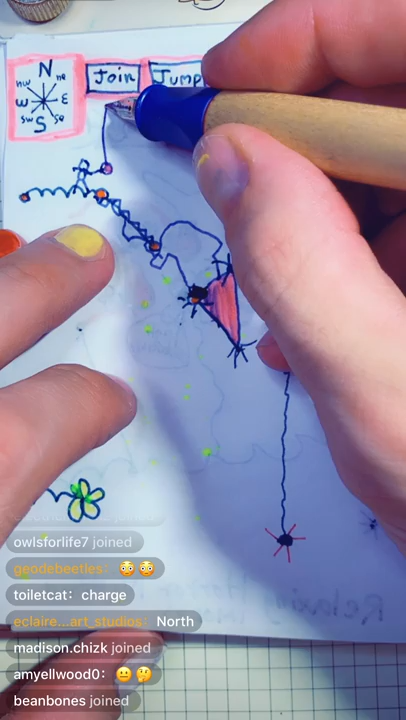 N
nw
ne
W
E
sw
se
S
Join
Jump
owlsforlife7 joined
geodebeetles: 😳😳
toiletcat: charge
eclaire...art_studios: North
madison.chizk joined
amyellwood0: 😐🤔
beanbones joined